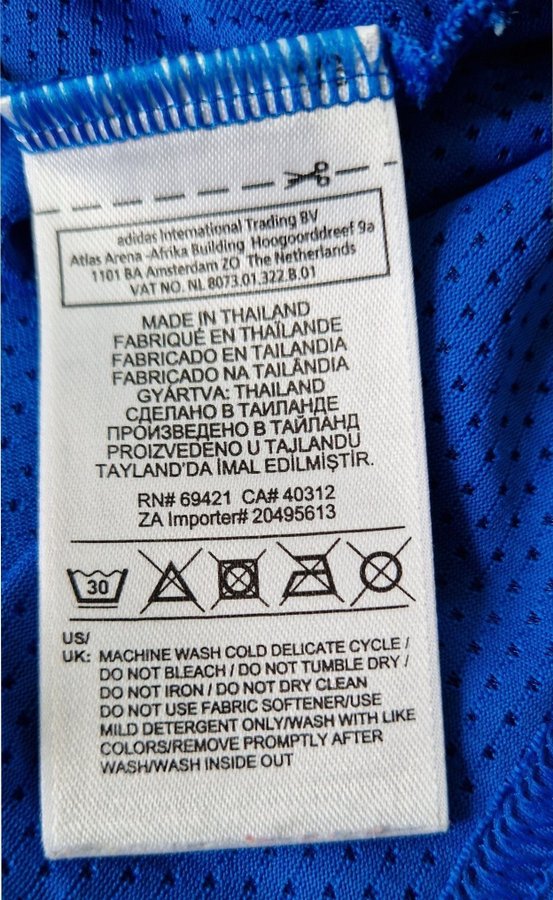 adidas International Trading BV
Atlas Arena -Afrika Building Hoogoorddreef 9a
1101 BA Amsterdam ZO The Netherlands
VAT NO. NL 8073.01.322.B.01
MADE IN THAILAND
FABRIQUÉ EN THAÏLANDE
FABRICADO EN TAILANDIA
FABRICADO NA TAILÂNDIA
GYÁRTVA: THAILAND
СДЕЛАНО В ТАИЛАНДЕ
ПРОИЗВЕДЕНО В ТАЙЛАНД
PROIZVEDENO U TAJLANDU
TAYLAND'DA İMAL EDİLMİŞTİR.
RN# 69421 CA# 40312
ZA Importer# 20495613
30
US/
UK: MACHINE WASH COLD DELICATE CYCLE /
DO NOT BLEACH / DO NOT TUMBLE DRY /
DO NOT IRON / DO NOT DRY CLEAN
DO NOT USE FABRIC SOFTENER/USE
MILD DETERGENT ONLY/WASH WITH LIKE
COLORS/REMOVE PROMPTLY AFTER
WASH/WASH INSIDE OUT